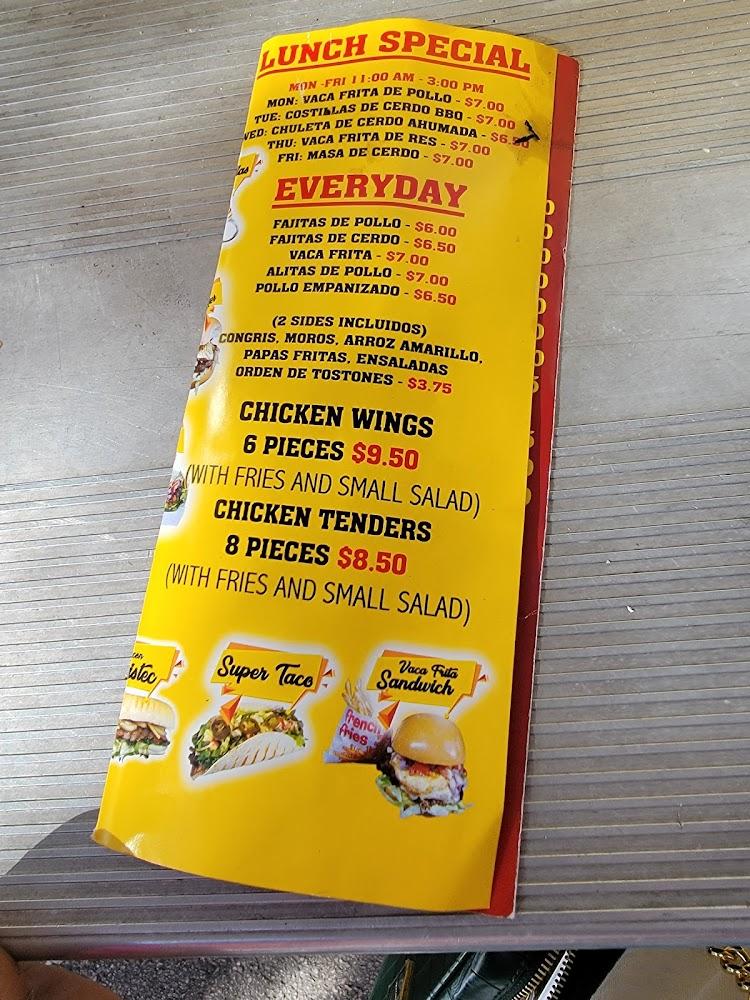 LUNCH SPECIAL
MON -FRI 11:00 AM - 3:00 PM
MON: VACA FRITA DE POLLO - $7.00
TUE: COSTILLAS DE CERDO BBQ - $7.00
WED: CHULETA DE CERDO AHUMADA - $6.50
THU: VACA FRITA DE RES - $7.00
FRI: MASA DE CERDO - $7.00
EVERYDAY
FAJITAS DE POLLO - $6.00
FAJITAS DE CERDO - $6.50
VACA FRITA - $7.00
ALITAS DE POLLO - $7.00
POLLO EMPANIZADO - $6.50
(2 SIDES INCLUIDOS)
CONGRIS, MOROS, ARROZ AMARILLO,
PAPAS FRITAS, ENSALADAS
ORDEN DE TOSTONES - $3.75
CHICKEN WINGS
6 PIECES $9.50
(WITH FRIES AND SMALL SALAD)
CHICKEN TENDERS
8 PIECES $8.50
(WITH FRIES AND SMALL SALAD)
Super Taco
Vaca Frita
Sandwich
French
fries